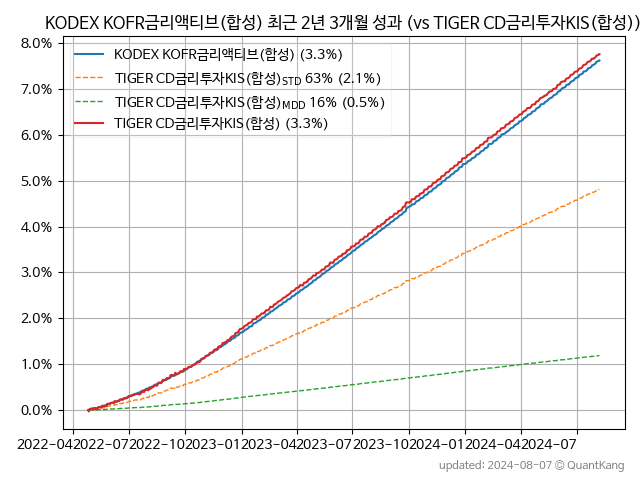 KODEX KOFR금리액티브(합성) 최근 2년 3개월 성과 (vs TIGER CD금리투자KIS(합성))
8.0%
7.0%
6.0%
5.0%
4.0%
3.0%
2.0%
1.0%
0.0%
KODEX KOFR금리액티브(합성) (3.3%)
TIGER CD금리투자KIS(합성)STD 63% (2.1%)
TIGER CD금리투자KIS(합성)MDD 16% (0.5%)
TIGER CD금리투자KIS(합성) (3.3%)
2022-04 2022-07 2022-10 2023-01 2023-04 2023-07 2023-10 2024-01 2024-04 2024-07
updated: 2024-08-07 © QuantKang